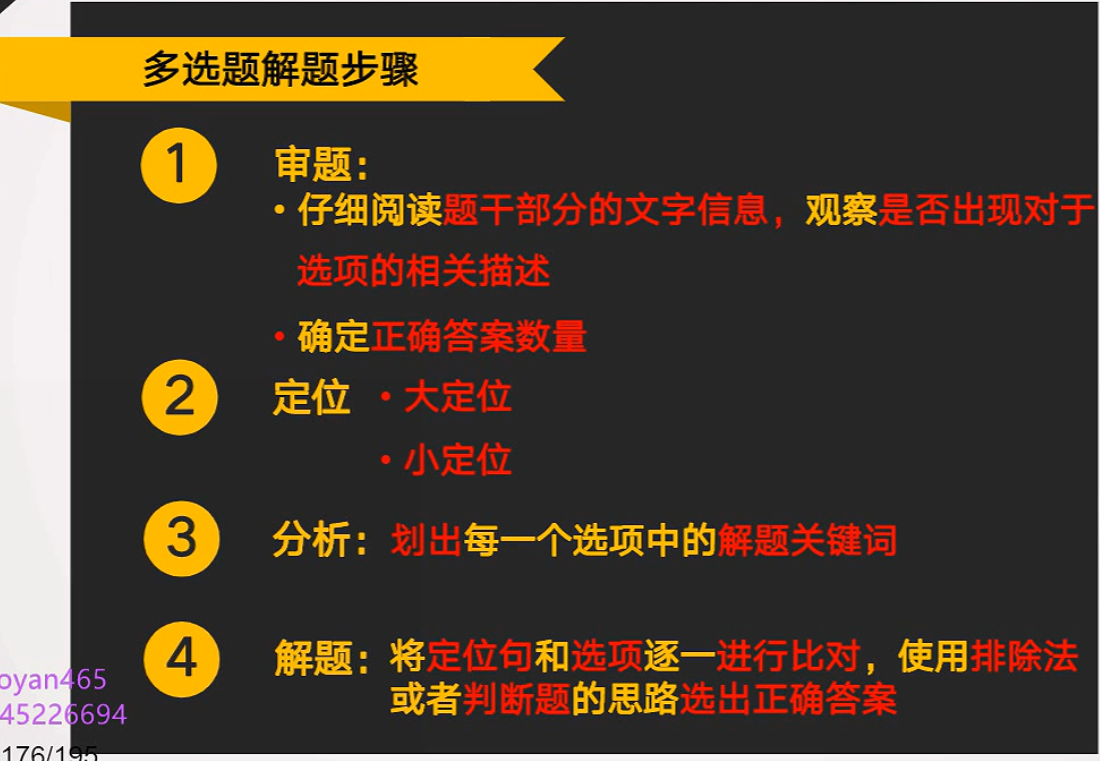 多选题解题步骤
1
审题：
• 仔细阅读题干部分的文字信息，观察是否出现对于
选项的相关描述
• 确定正确答案数量
2
定位 • 大定位
• 小定位
3
分析：划出每一个选项中的解题关键词
4
解题：将定位句和选项逐一进行比对，使用排除法
或者判断题的思路选出正确答案
oyan465
45226694
176/195